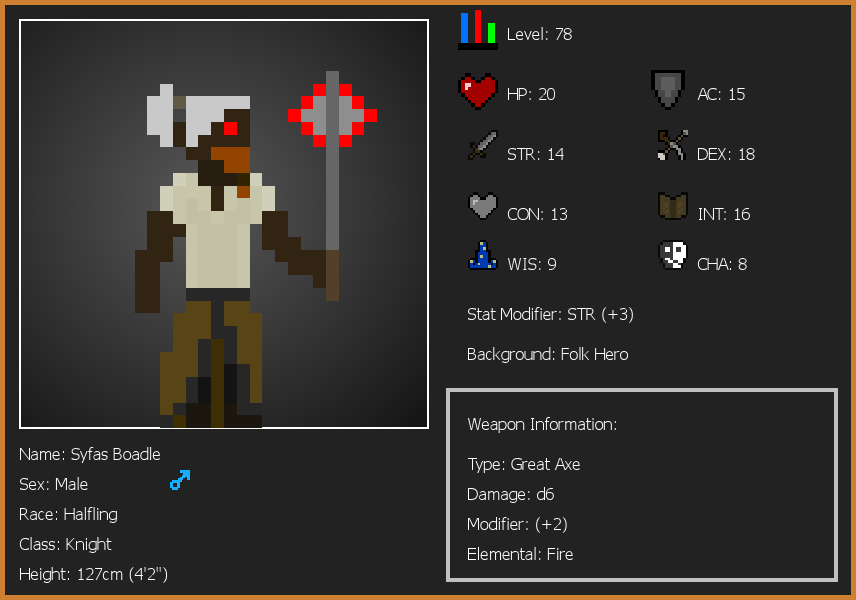 Level: 78
HP: 20
AC: 15
STR: 14
DEX: 18
CON: 13
INT: 16
WIS: 9
CHA: 8
Stat Modifier: STR (+3)
Background: Folk Hero
Weapon Information:
Type: Great Axe
Damage: d6
Modifier: (+2)
Elemental: Fire
Name: Syfas Boadle
Sex: Male
Race: Halfling
Class: Knight
Height: 127cm (4'2")